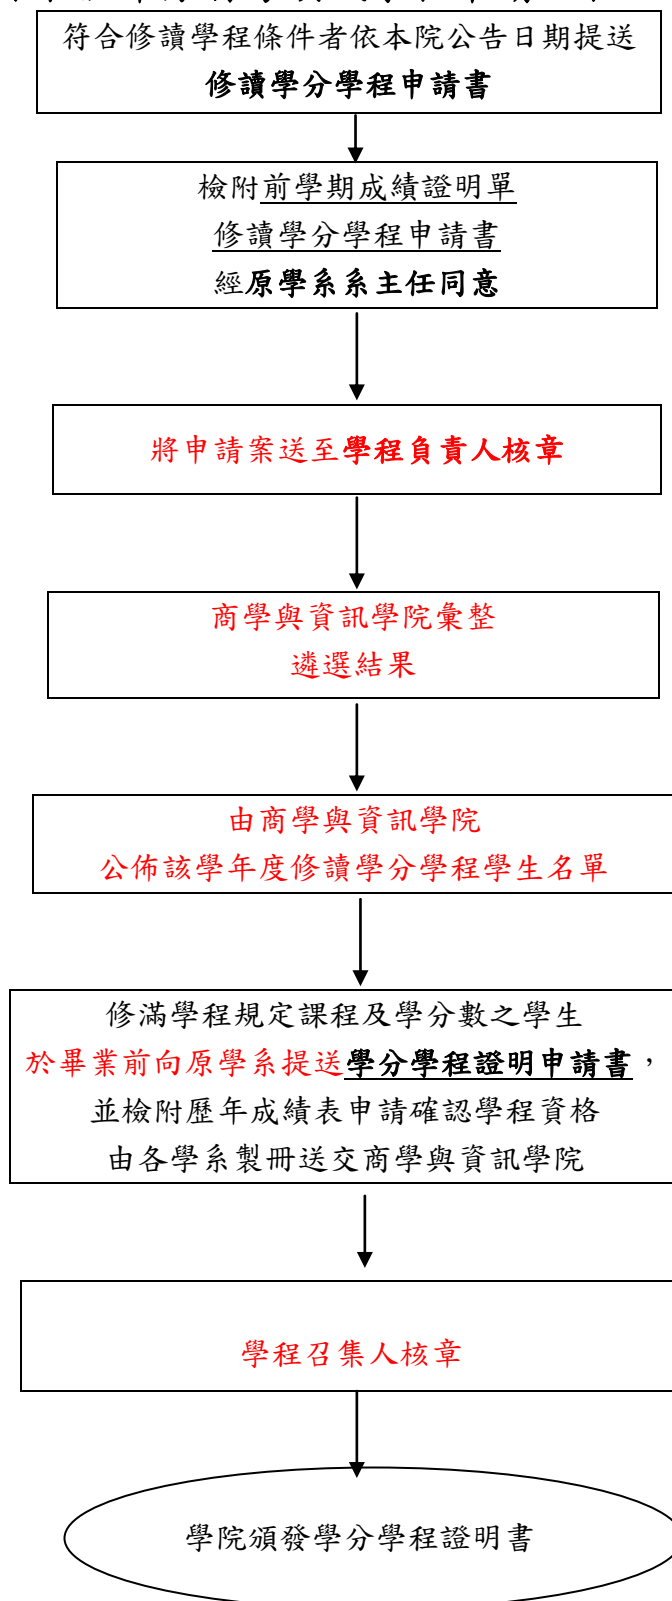 符合修讀學程條件者依本院公告日期提送
修讀學分學程申請書
檢附前學期成績證明單
修讀學分學程申請書
經原學系系主任同意
將申請案送至學程負責人核章
商學與資訊學院彙整
遴選結果
由商學與資訊學院
公佈該學年度修讀學分學程學生名單
修滿學程規定課程及學分數之學生
於畢業前向原學系提送學分學程證明申請書，
並檢附歷年成績表申請確認學程資格
由各學系製冊送交商學與資訊學院
學程召集人核章
學院頒發學分學程證明書